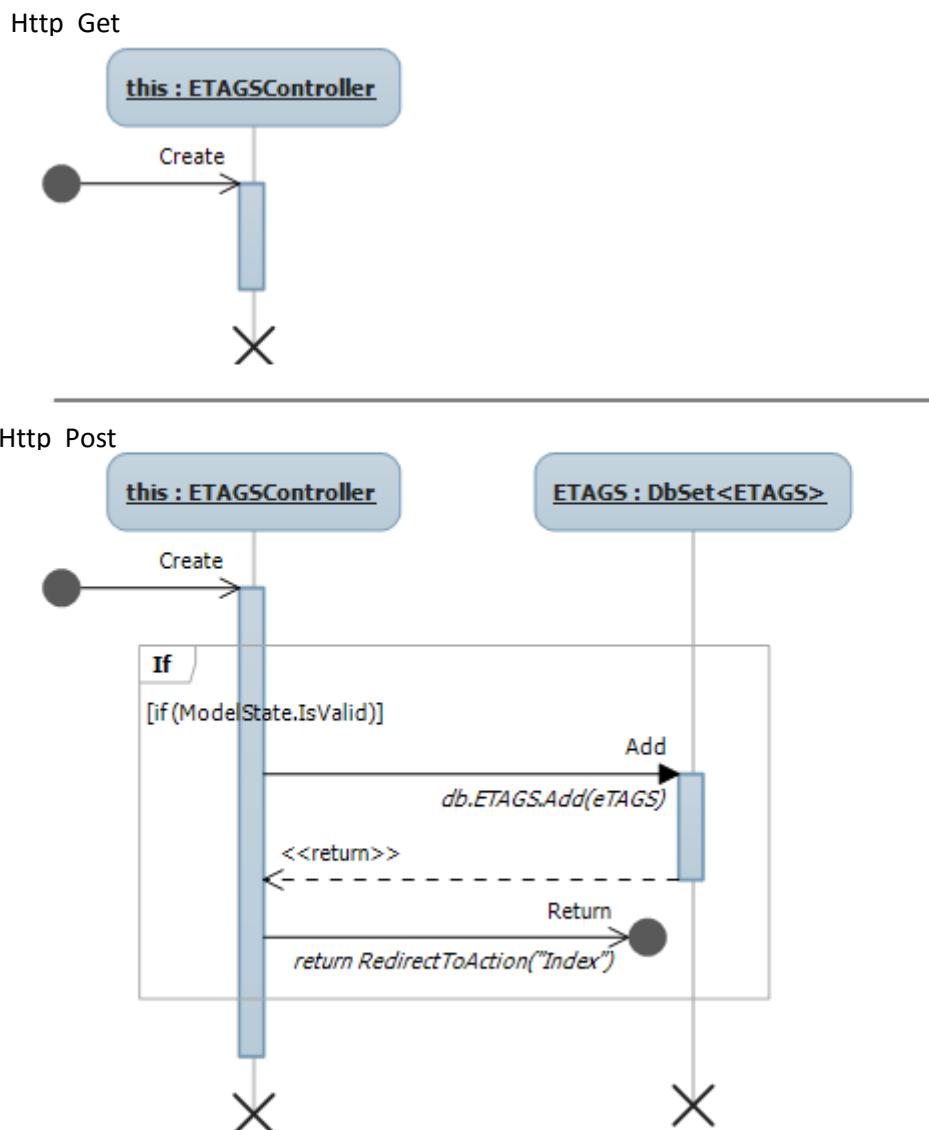 Http Get
this : ETAGSController
Create
Http Post
this : ETAGSController
ETAGS : DbSet<ETAGS>
Create
If
[if (ModelState.IsValid)]
Add
db.ETAGS.Add(eTAGS)
<<return>>
Return
return RedirectToAction("Index")